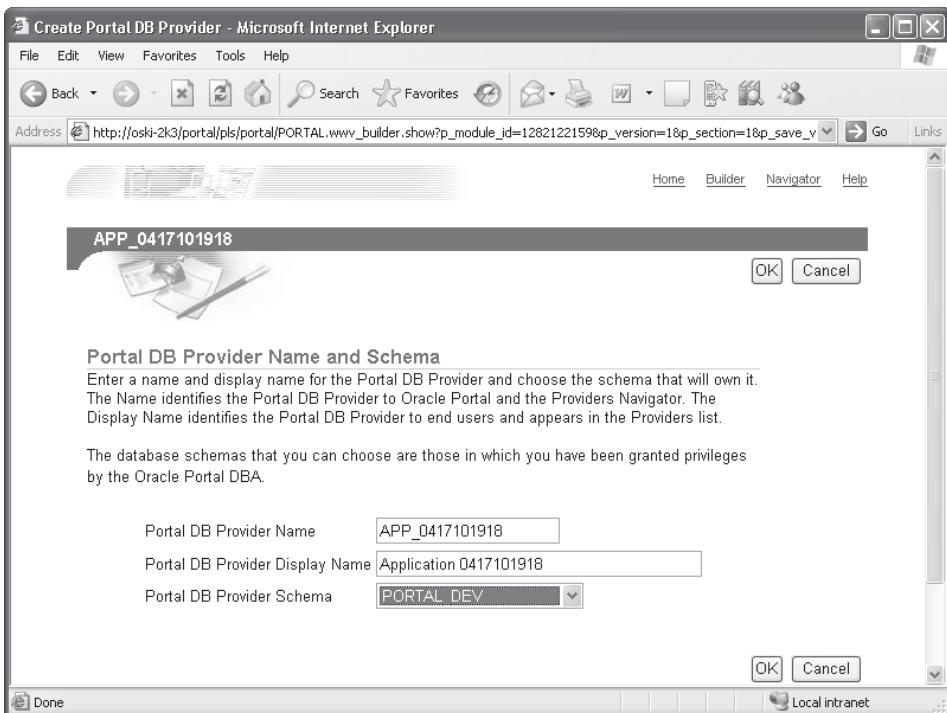 Create Portal DB Provider - Microsoft Internet Explorer
File Edit View Favorites Tools Help
Back Search Favorites
Address http://oski-2k3/portal/pls/portal/PORTAL.wwv_builder.show?p_module_id=1282122159&p_version=1&p_section=1&p_save_v Go Links
Home Builder Navigator Help
APP_0417101918
OK Cancel
Portal DB Provider Name and Schema
Enter a name and display name for the Portal DB Provider and choose the schema that will own it.
The Name identifies the Portal DB Provider to Oracle Portal and the Providers Navigator. The
Display Name identifies the Portal DB Provider to end users and appears in the Providers list.
The database schemas that you can choose are those in which you have been granted privileges
by the Oracle Portal DBA.
Portal DB Provider Name APP_0417101918
Portal DB Provider Display Name Application 0417101918
Portal DB Provider Schema PORTAL_DEV
OK Cancel
Done Local intranet